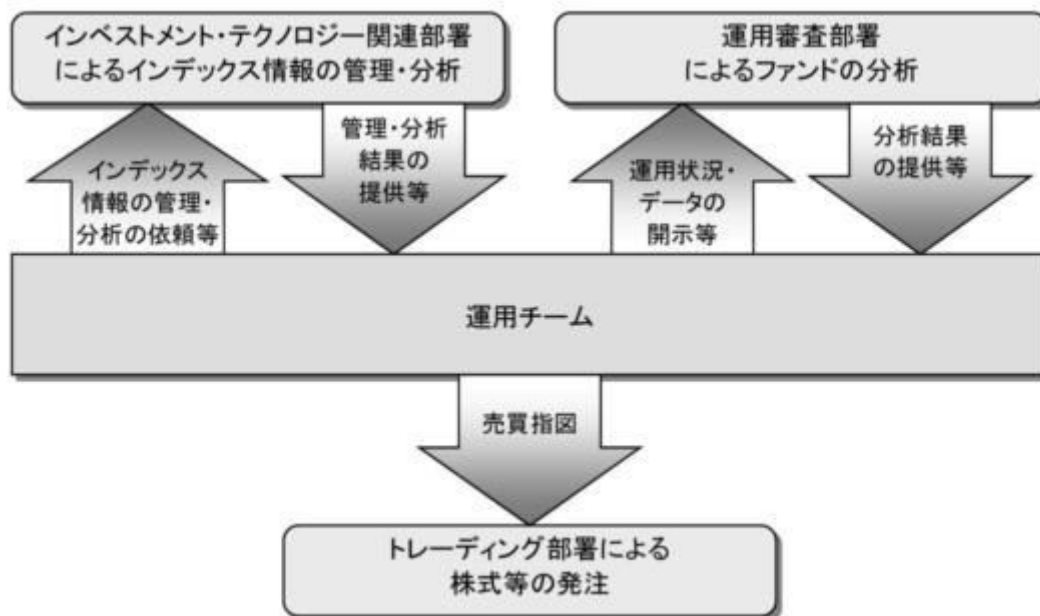 インベストメント・テクノロジー関連部署
によるインデックス情報の管理・分析
運用審査部署
によるファンドの分析
インデックス
情報の管理・
分析の依頼等
管理・分析
結果の
提供等
運用状況・
データの
開示等
分析結果
の提供等
運用チーム
売買指図
トレーディング部署による
株式等の発注